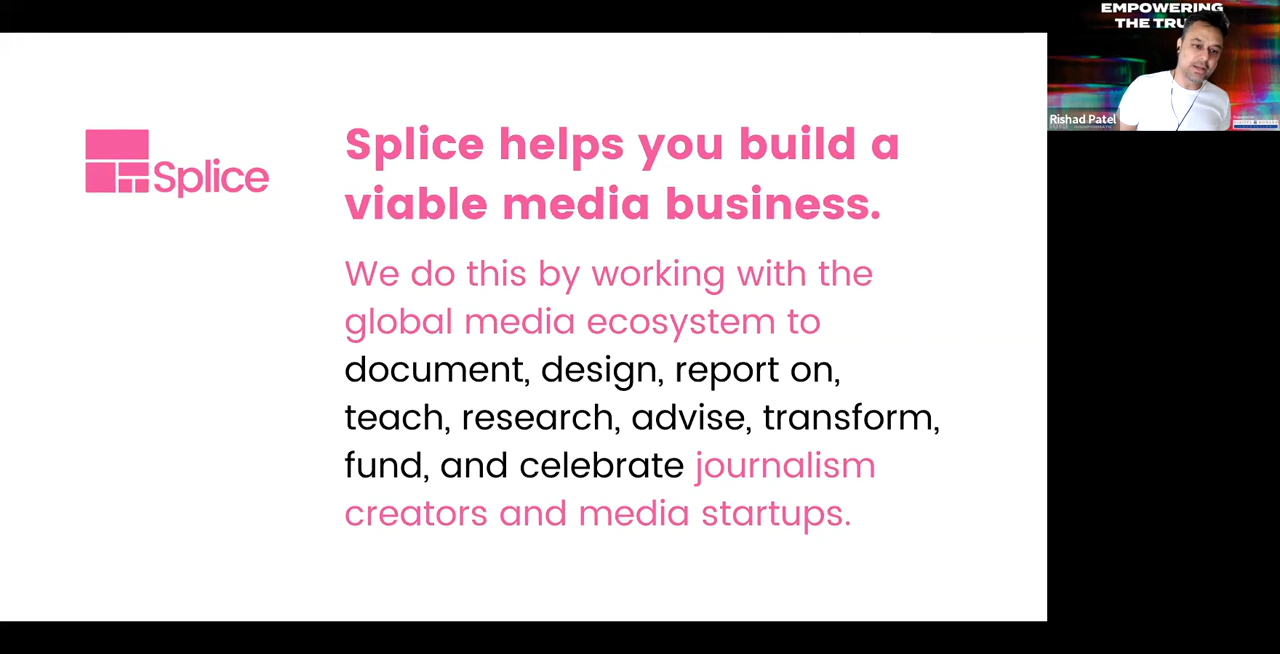 Splice
Splice helps you build a
viable media business.
We do this by working with the
global media ecosystem to
document, design, report on,
teach, research, advise, transform,
fund, and celebrate journalism
creators and media startups.
EMPOWERING
THE
Rishad Patel